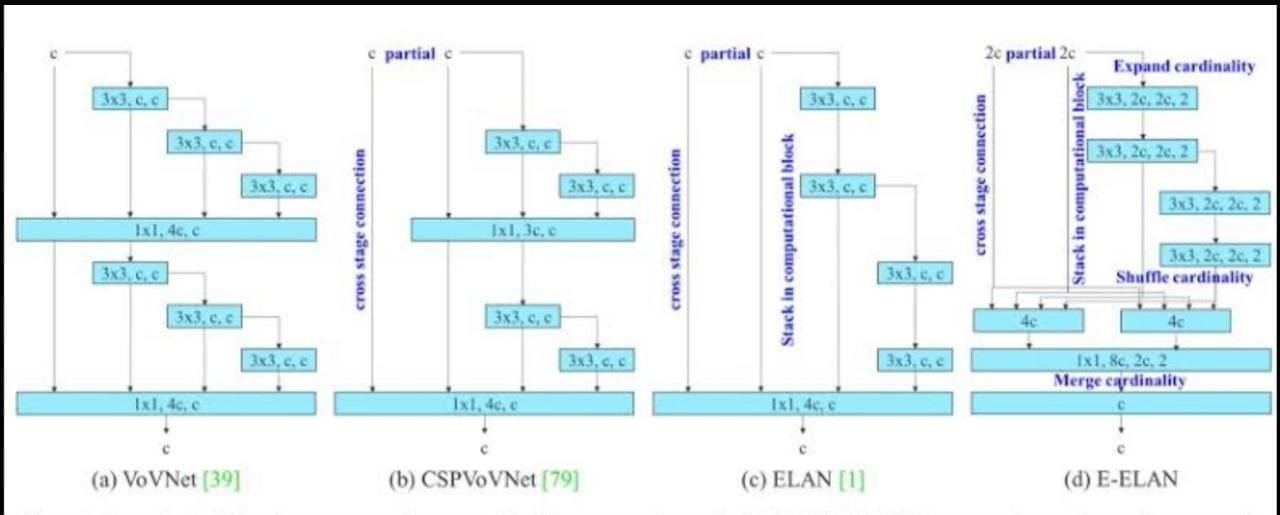 c
3x3, c, c
3x3, c, c
3x3, c, c
1x1, 4c, c
3x3, c, c
3x3, c, c
3x3, c, c
1x1, 4c, c
c
(a) VoVNet [39]
c partial c
cross stage connection
3x3, c, c
3x3, c, c
1x1, 3c, c
3x3, c, c
3x3, c, c
1x1, 4c, c
c
(b) CSPVoVNet [79]
c partial c
cross stage connection
Stack in computational block
3x3, c, c
3x3, c, c
3x3, c, c
3x3, c, c
1x1, 4c, c
c
(c) ELAN [1]
2c partial 2c
Expand cardinality
cross stage connection
Stack in computational block
3x3, 2c, 2c, 2
3x3, 2c, 2c, 2
3x3, 2c, 2c, 2
3x3, 2c, 2c, 2
Shuffle cardinality
4c 4c
1x1, 8c, 2c, 2
Merge cardinality
c
c
(d) E-ELAN